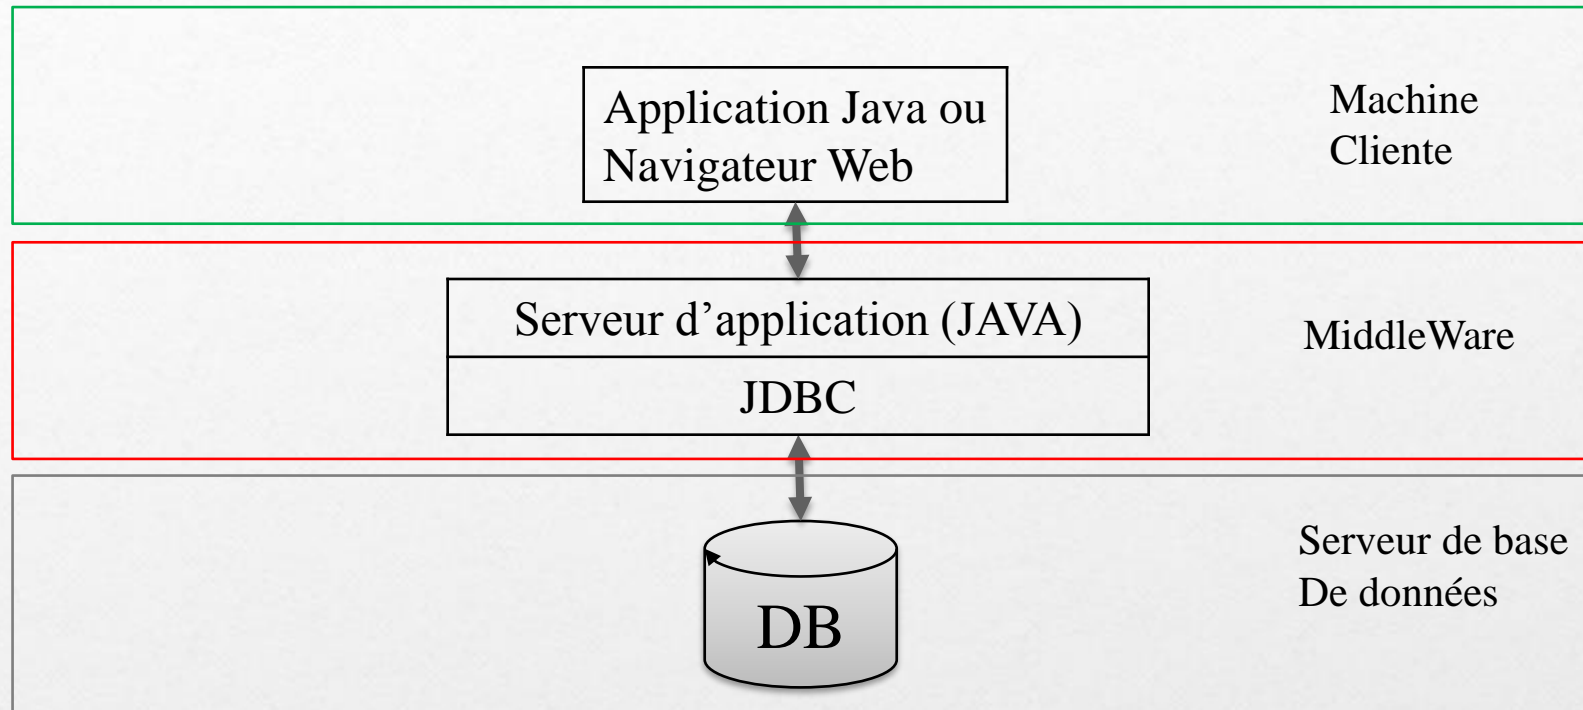 Application Java ou
Navigateur Web
Machine
Cliente
Serveur d’application (JAVA)
JDBC
MiddleWare
DB
Serveur de base
De données